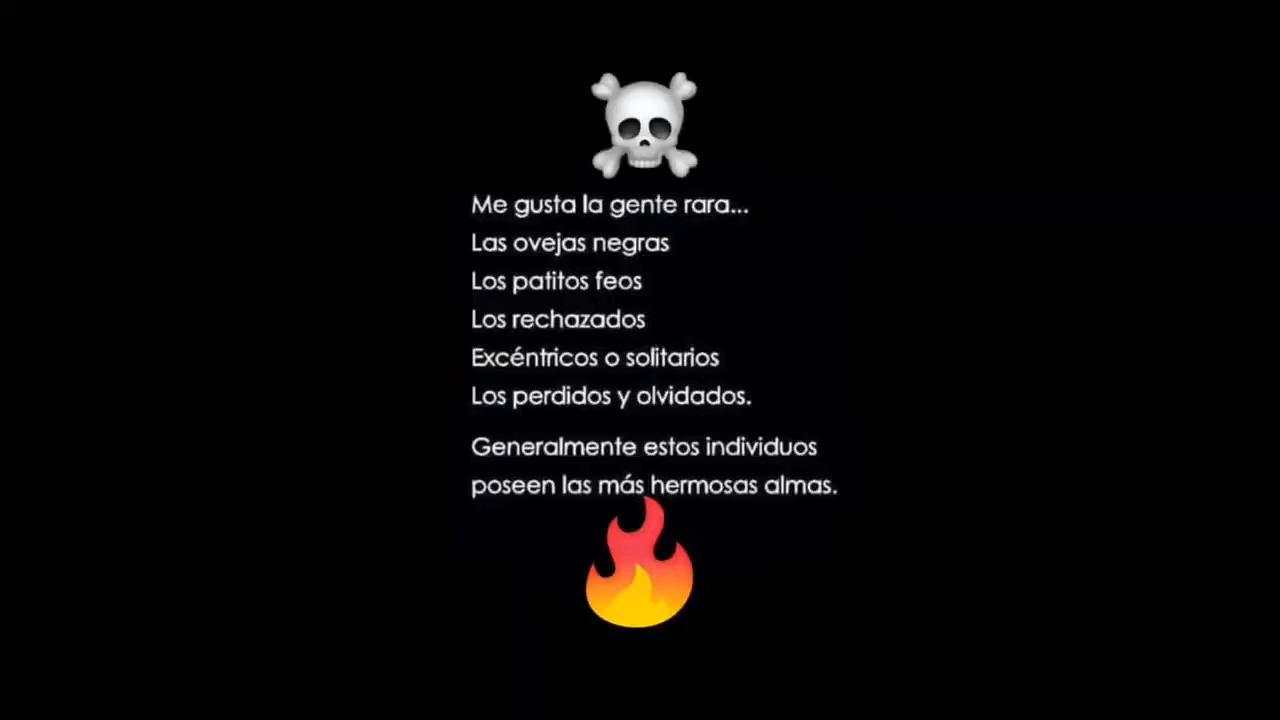 Me gusta la gente rara...
Las ovejas negras
Los patitos feos
Los rechazados
Excéntricos o solitarios
Los perdidos y olvidados.
Generalmente estos individuos
poseen las más hermosas almas.